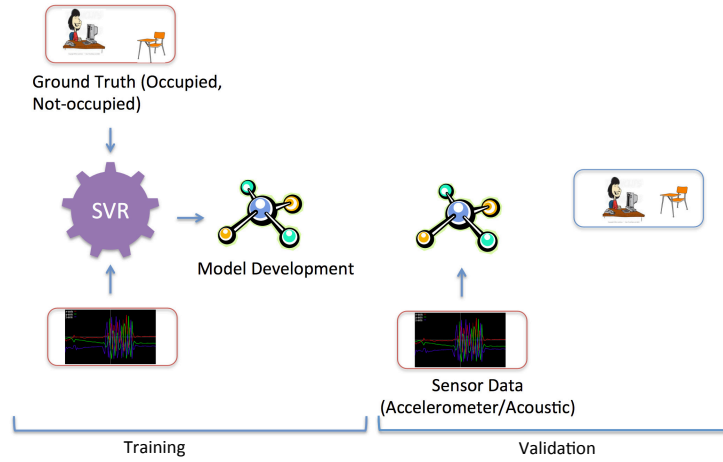 Ground Truth (Occupied,
Not-occupied)
SVR
Model Development
Sensor Data
(Accelerometer/Acoustic)
Training
Validation